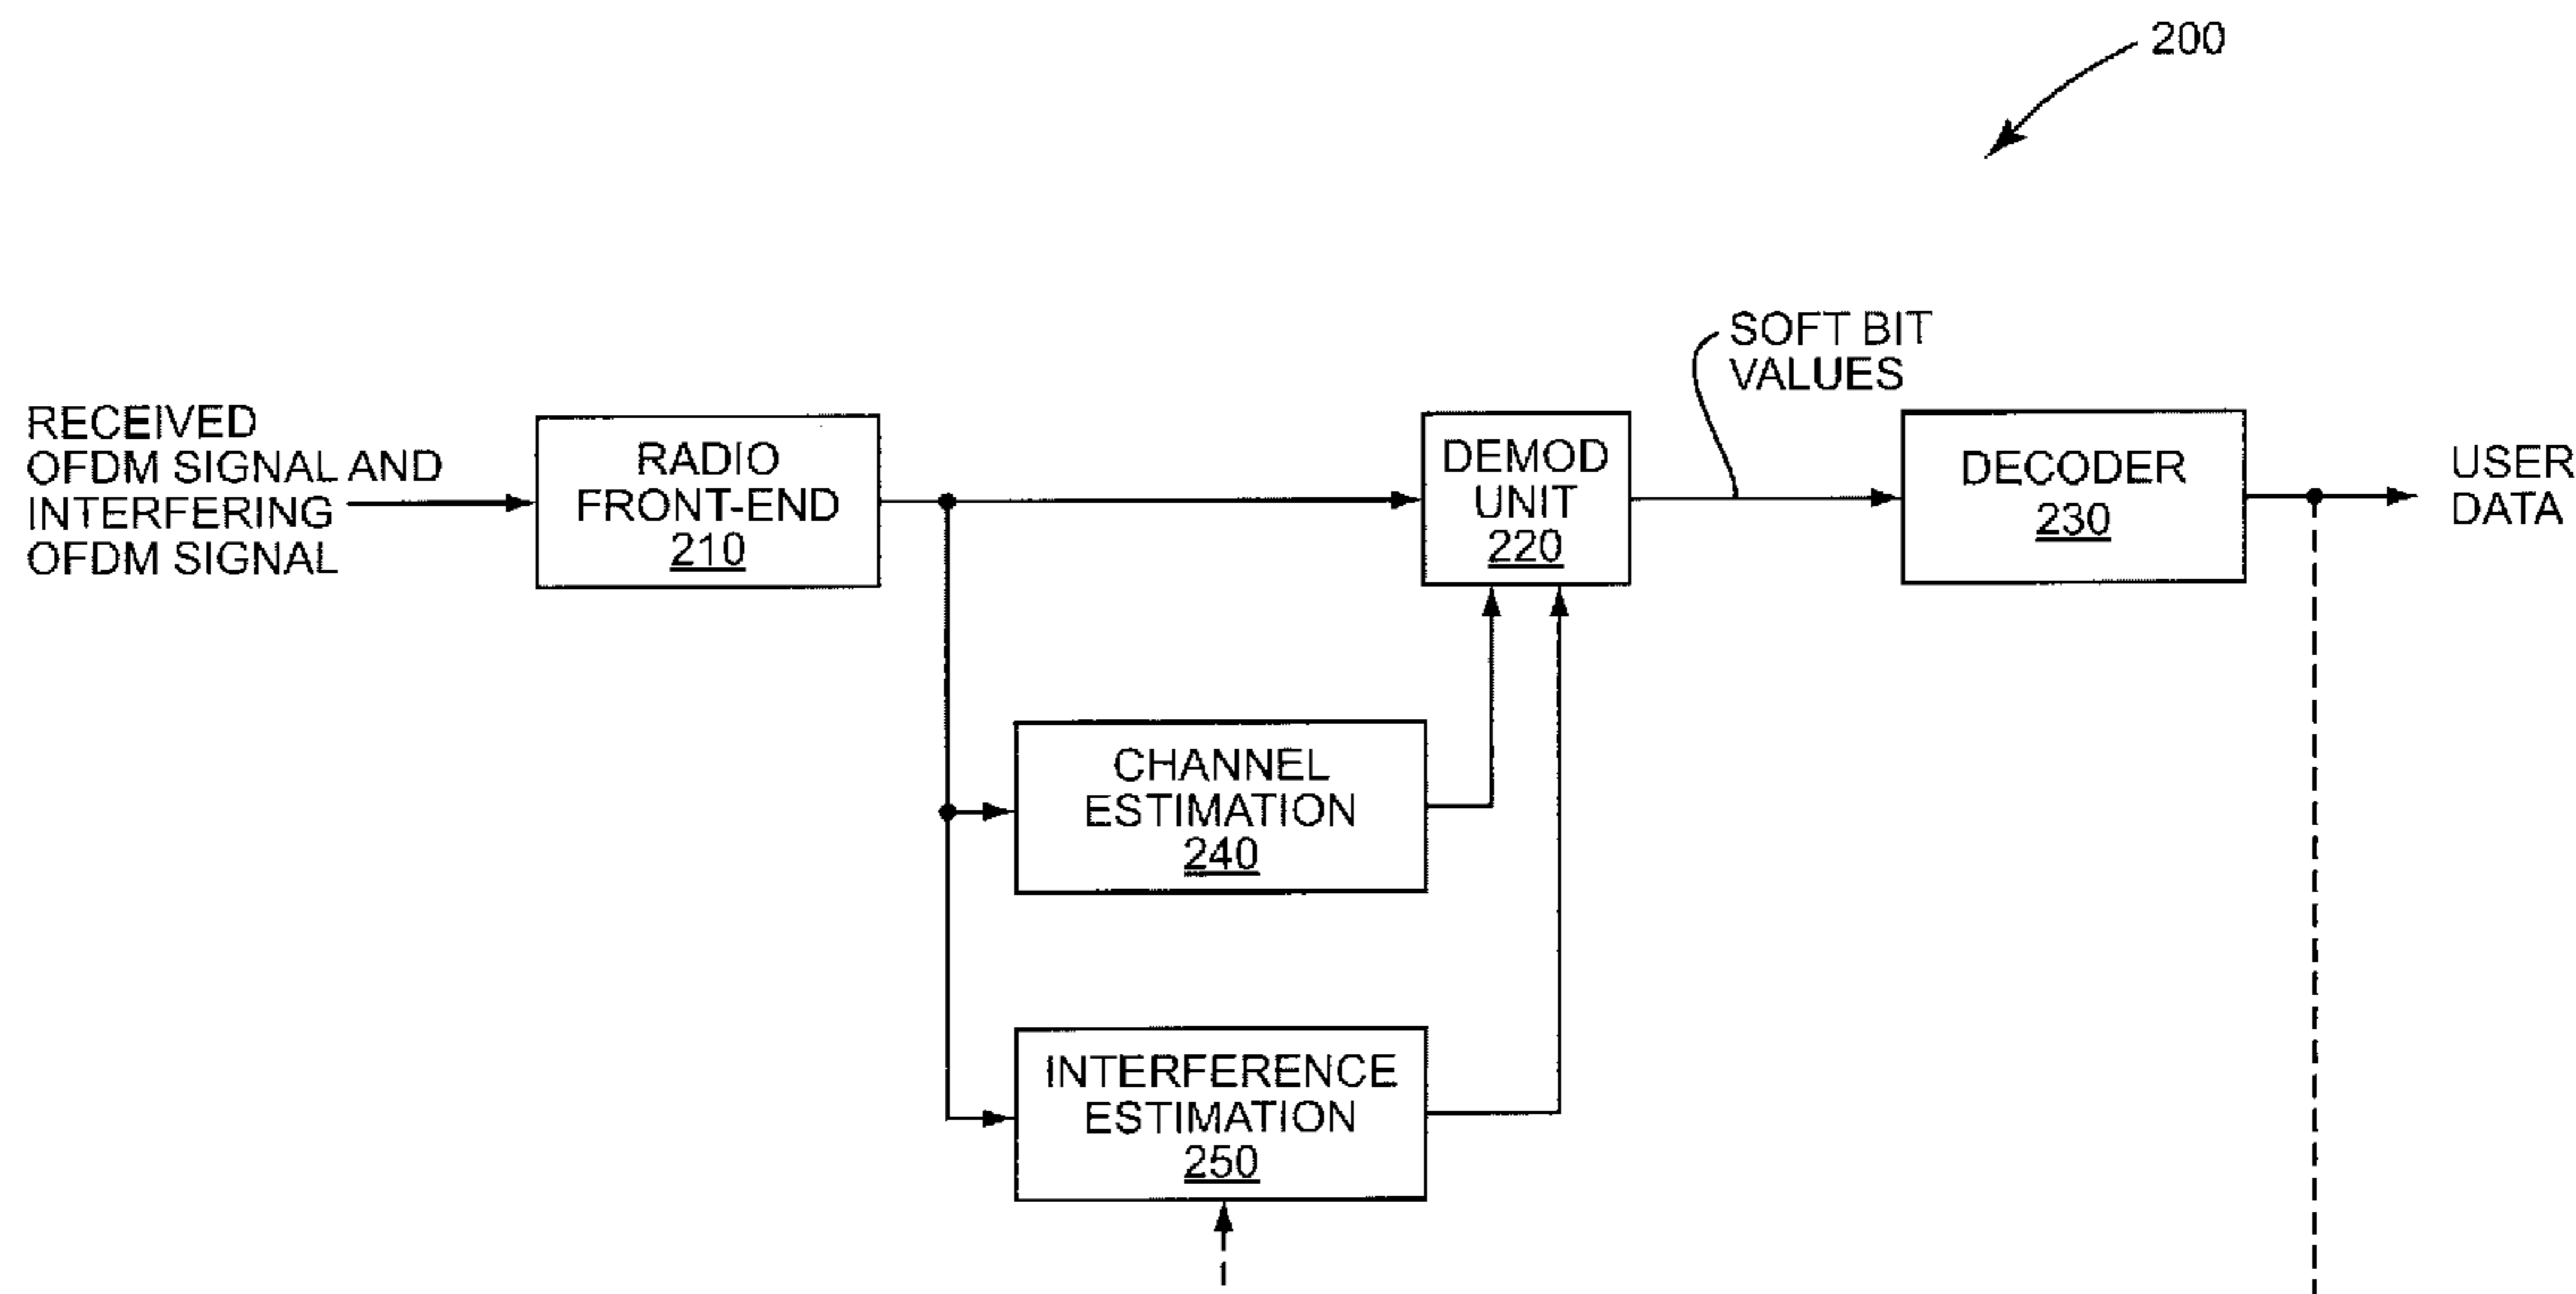 200
SOFT BIT
VALUES
RECEIVED
OFDM SIGNAL AND
INTERFERING
OFDM SIGNAL
RADIO
FRONT-END
210
DEMOD
UNIT
220
DECODER
230
USER
DATA
CHANNEL
ESTIMATION
240
INTERFERENCE
ESTIMATION
250